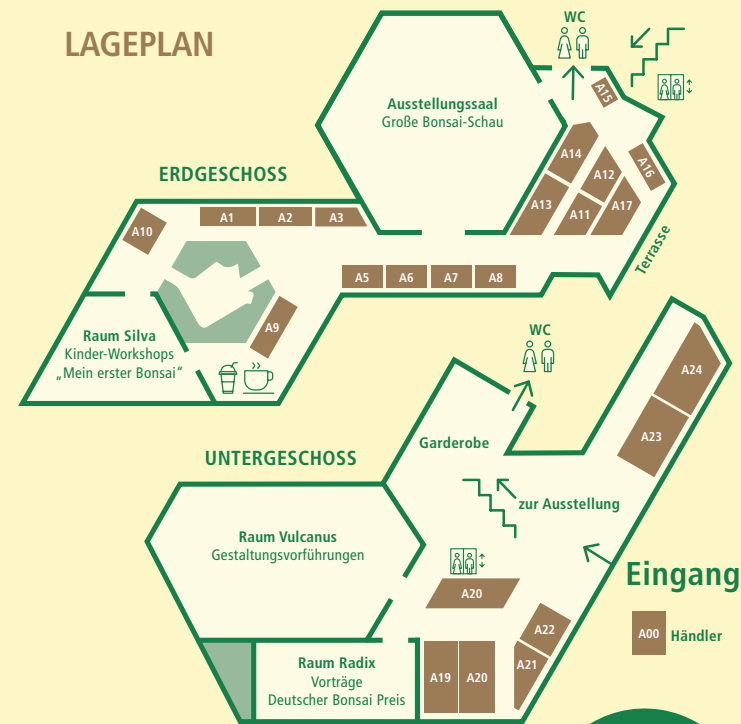 LAGEPLAN
WC
Ausstellungssaal
Große Bonsai-Schau
A15
A14
A12
A16
A13
A11
A17
Terrasse
ERDGESCHOSS
A1
A2
A3
A10
A5
A6
A7
A8
A9
Raum Silva
Kinder-Workshops
„Mein erster Bonsai“
WC
A24
A23
Garderobe
UNTERGESCHOSS
zur Ausstellung
Raum Vulcanus
Gestaltungsvorführungen
Eingang
A20
A22
A00 Händler
A21
A19
A20
Raum Radix
Vorträge
Deutscher Bonsai Preis